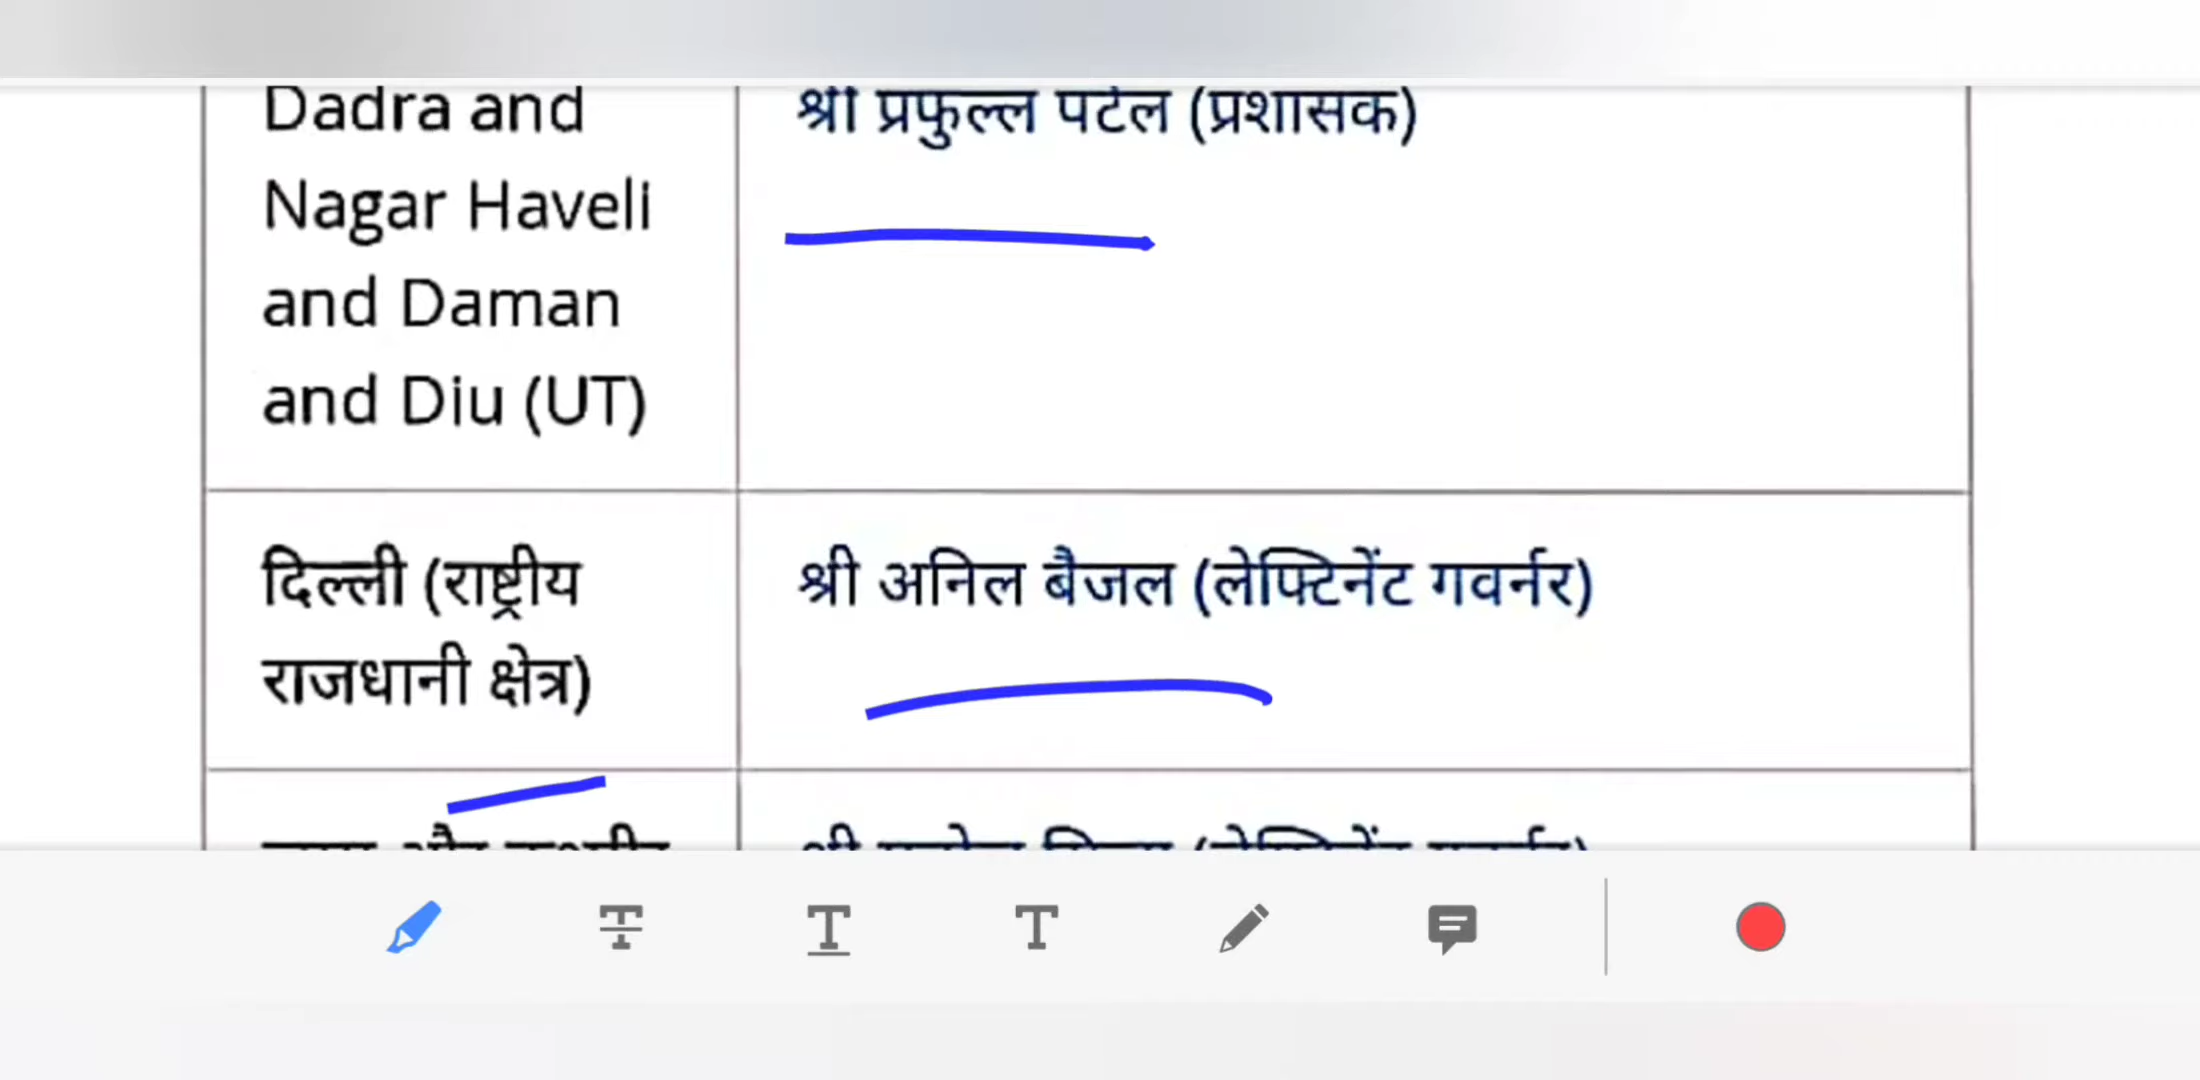 Dadra and
श्री प्रफुल्ल पटेल (प्रशासक)
Nagar Haveli
and Daman
and Diu (UT)
दिल्ली (राष्ट्रीय
श्री अनिल बैजल (लेफ्टिनेंट गवर्नर)
राजधानी क्षेत्र)